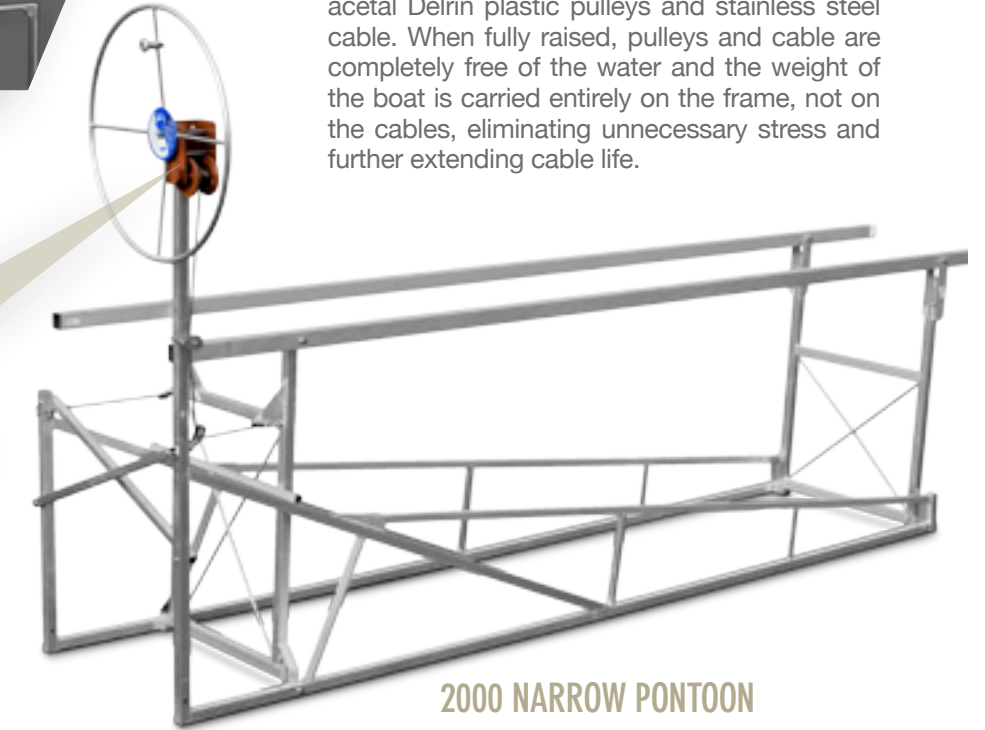 acetal Delrin plastic pulleys and stainless steel
cable. When fully raised, pulleys and cable are
completely free of the water and the weight of
the boat is carried entirely on the frame, not on
the cables, eliminating unnecessary stress and
further extending cable life.
2000 NARROW PONTOON